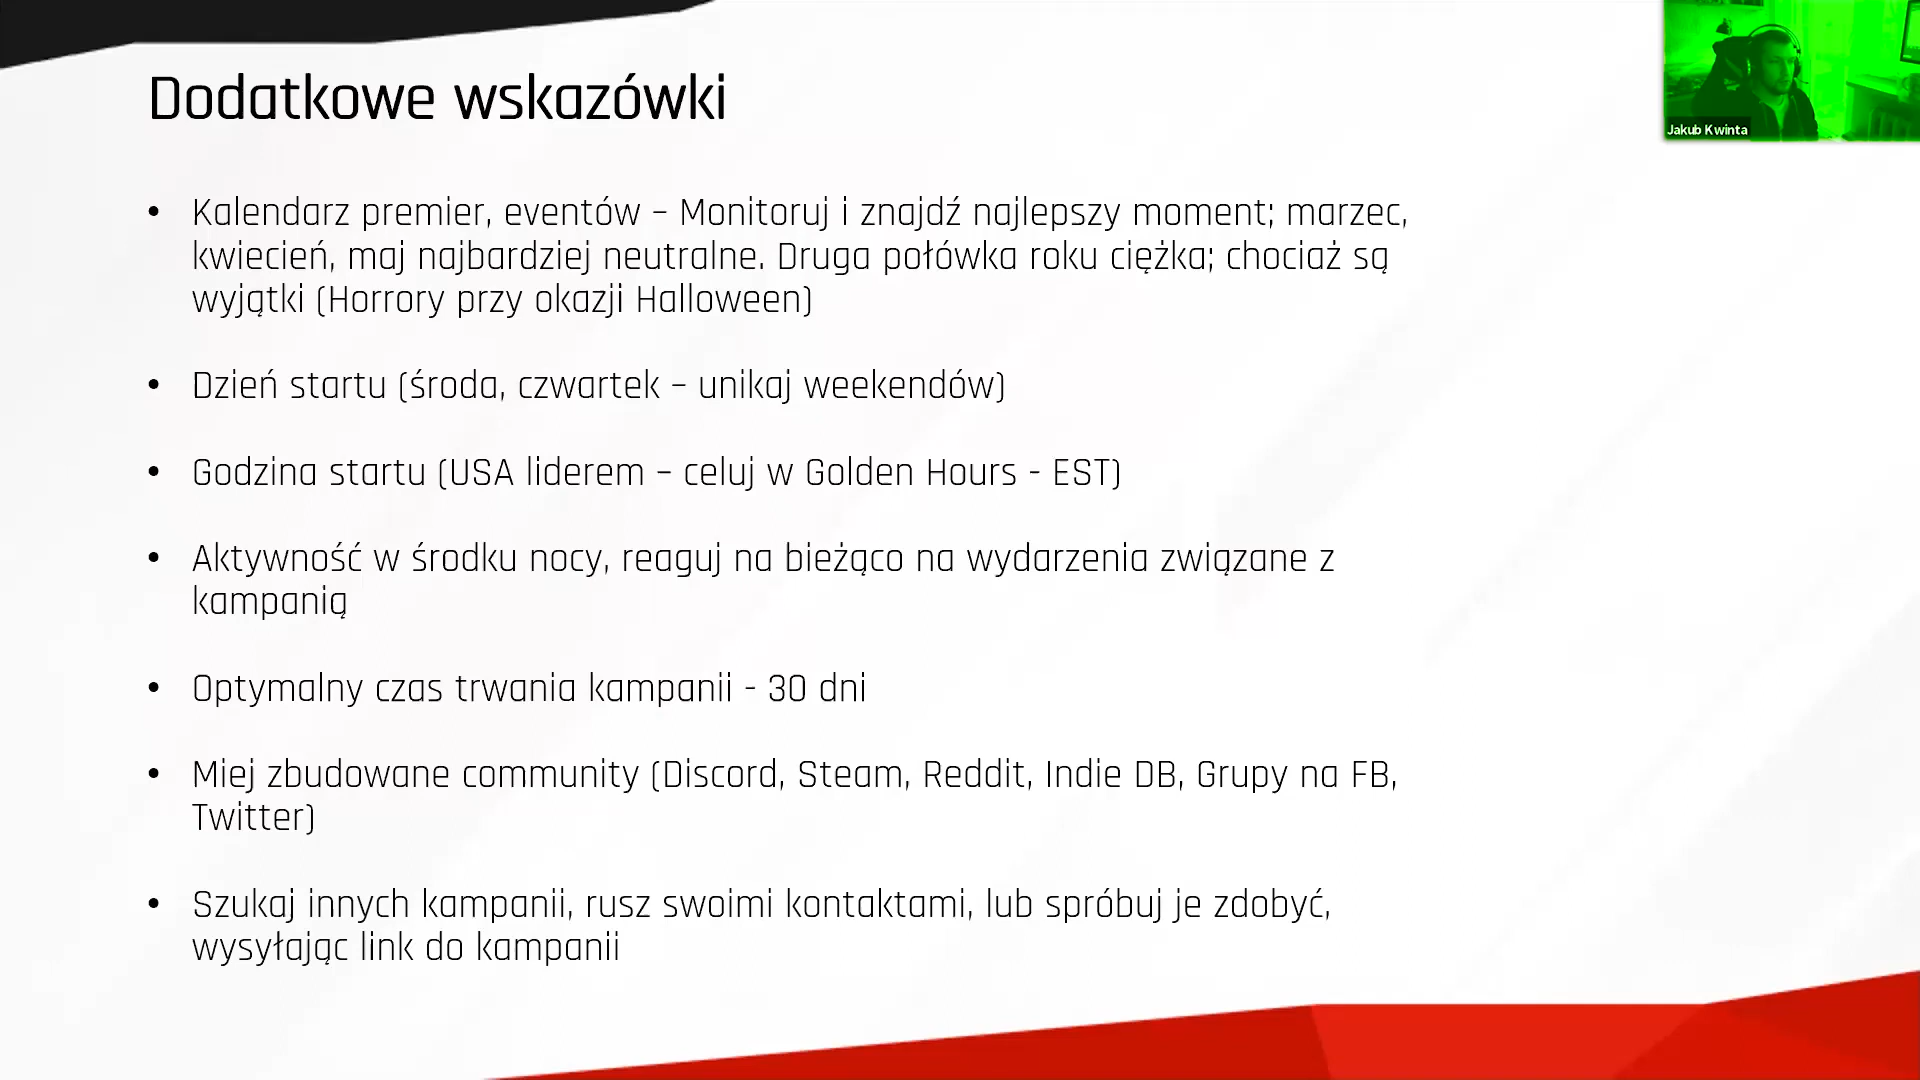 Dodatkowe wskazówki
Jakub Kwinta
• Kalendarz premier, eventów – Monitoruj i znajdź najlepszy moment; marzec,
kwiecień, maj najbardziej neutralne. Druga połówka roku ciężka; chociaż są
wyjątki (Horrory przy okazji Halloween)
• Dzień startu (środa, czwartek – unikaj weekendów)
• Godzina startu (USA liderem – celuj w Golden Hours - EST)
• Aktywność w środku nocy, reaguj na bieżąco na wydarzenia związane z
kampanią
• Optymalny czas trwania kampanii - 30 dni
• Miej zbudowane community (Discord, Steam, Reddit, Indie DB, Grupy na FB,
Twitter)
• Szukaj innych kampanii, rusz swoimi kontaktami, lub spróbuj je zdobyć,
wysyłając link do kampanii